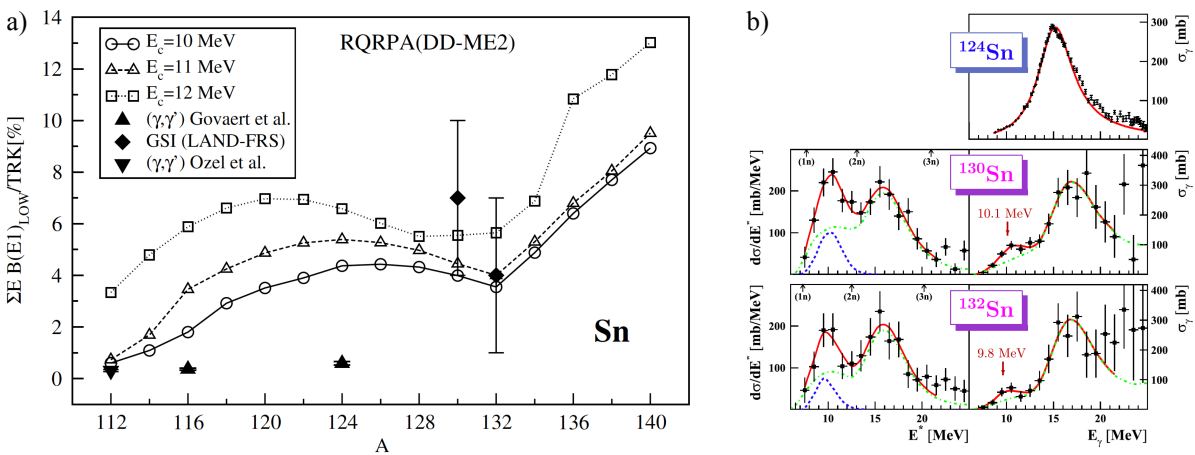 a)
ΣE B(E1)LOW/TRK[%]
14
12
10
8
6
4
2
0
RQRPA(DD-ME2)
Ec=10 MeV
Ec=11 MeV
Ec=12 MeV
(γ,γ') Govaert et al.
GSI (LAND-FRS)
(γ,γ') Ozel et al.
Sn
112 116 120 124 128 132 136 140
A
b)
124Sn
300 mb
200
100
σγ
(1n) (2n) (3n)
dσ/dE* [mb/MeV]
200
100
130Sn
10.1 MeV
400 mb
300
200
100
σγ
(1n) (2n) (3n)
dσ/dE* [mb/MeV]
200
100
132Sn
9.8 MeV
400 mb
300
200
100
σγ
10 15 20
E* [MeV]
10 15 20
Eγ [MeV]